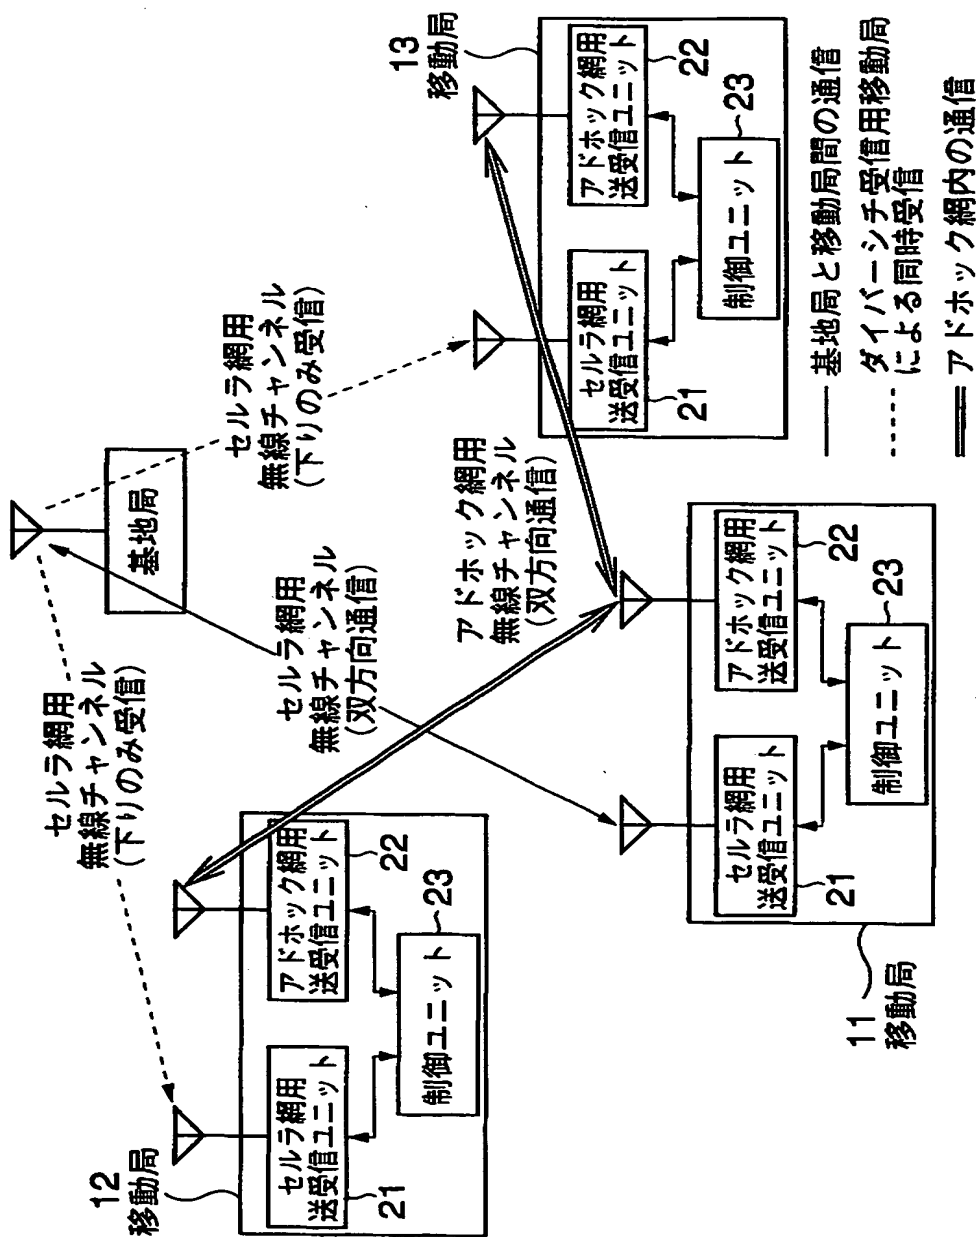 セルラ網用
無線チャンネル
(下りのみ受信)
基地局
セルラ網用
無線チャンネル
(下りのみ受信)
セルラ網用
無線チャンネル
(双方向通信)
アドホック網用
無線チャンネル
(双方向通信)
12
移動局
セルラ網用
送受信ユニット
21
アドホック網用
送受信ユニット
22
制御ユニット
23
13
移動局
セルラ網用
送受信ユニット
21
アドホック網用
送受信ユニット
22
制御ユニット
23
11
移動局
セルラ網用
送受信ユニット
21
アドホック網用
送受信ユニット
22
制御ユニット
23
基地局と移動局間の通信
ダイバーシチ受信用移動局
による同時受信
アドホック網内の通信